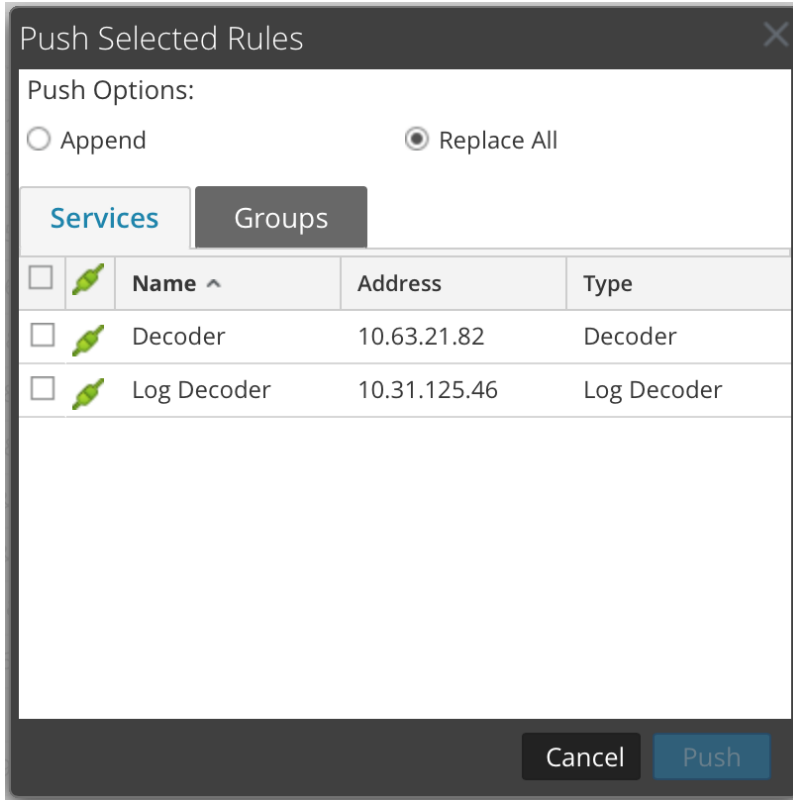 Push Selected Rules
Push Options:
Append Replace All
Services Groups
Name Address Type
Decoder 10.63.21.82 Decoder
Log Decoder 10.31.125.46 Log Decoder
Cancel Push